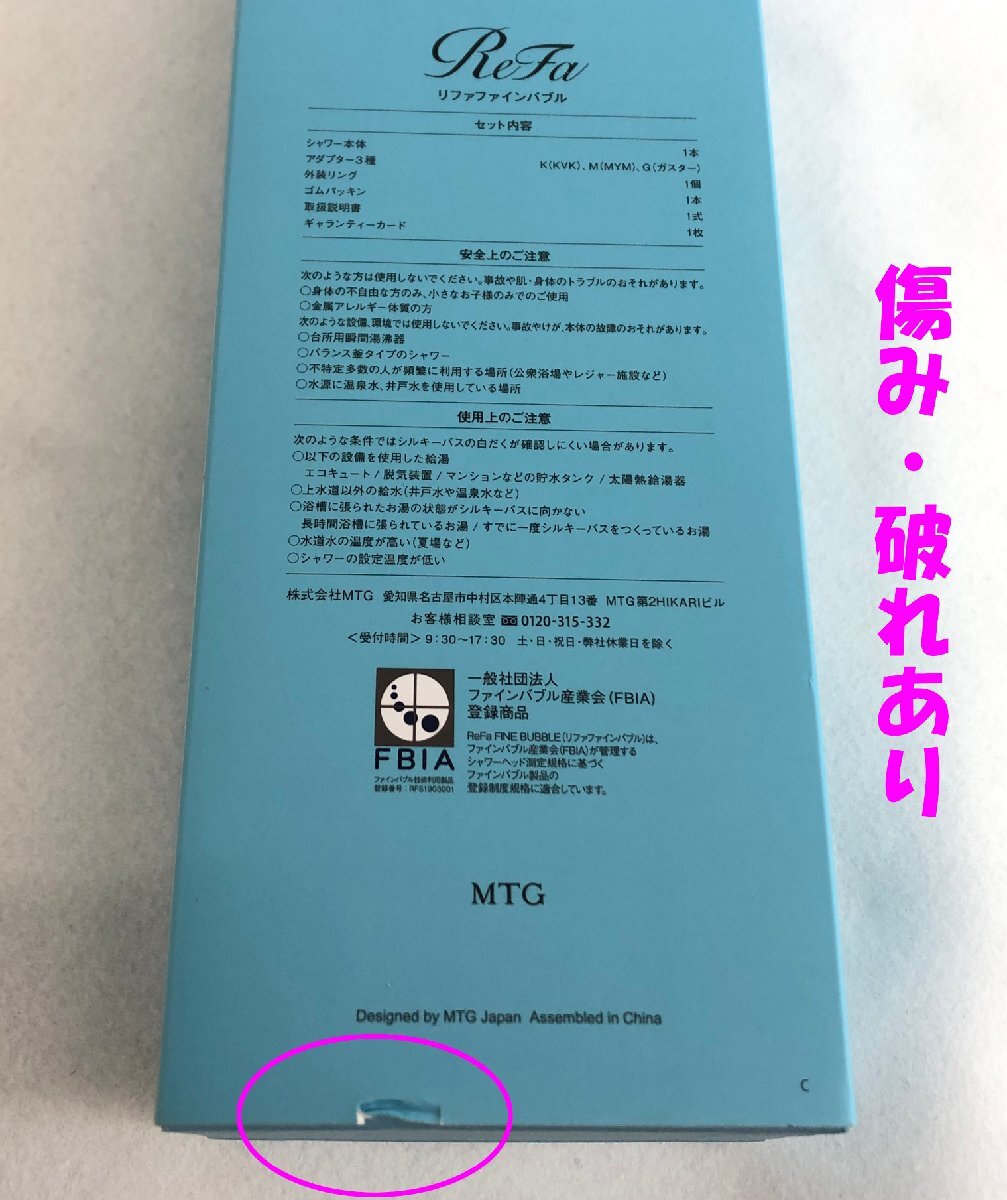 ReFa
リファファインバブル
セット内容
シャワー本体 1本
アダプター3種 K(KVK)、M(MYM)、G(ガスター)
外装リング 1個
ゴムパッキン 1本
取扱説明書 1式
ギャランティーカード 1枚
安全上のご注意
次のような方は使用しないでください。事故や肌・身体のトラブルのおそれがあります。
○身体の不自由な方のみ、小さなお子様のみでのご使用
○金属アレルギー体質の方
次のような設備、環境では使用しないでください。事故やけが、本体の故障のおそれがあります。
○台所用瞬間湯沸器
○バランス釜タイプのシャワー
○不特定多数の人が頻繁に利用する場所(公衆浴場やレジャー施設など)
○水源に温泉水、井戸水を使用している場所
使用上のご注意
次のような条件ではシルキーバスの白だくが確認しにくい場合があります。
○以下の設備を使用した給湯
エコキュート / 脱気装置 / マンションなどの貯水タンク / 太陽熱給湯器
○上水道以外の給水(井戸水や温泉水など)
○浴槽に張られたお湯の状態がシルキーバスに向かない
長時間浴槽に張られているお湯 / すでに一度シルキーバスをつくっているお湯
○水道水の温度が高い(夏場など)
○シャワーの設定温度が低い
株式会社MTG 愛知県名古屋市中村区本陣通4丁目13番 MTG第2HIKARIビル
お客様相談室 0120-315-332
<受付時間> 9:30~17:30 土・日・祝日・弊社休業日を除く
一般社団法人
ファインバブル産業会(FBIA)
登録商品
FBIA
ファインバブル技術利用製品
登録番号:RF61903001
ReFa FINE BUBBLE(リファファインバブル)は、
ファインバブル産業会(FBIA)が管理する
シャワーヘッド測定規格に基づく
ファインバブル製品の
登録制度規格に適合しています。
MTG
Designed by MTG Japan Assembled in China
C
傷み・破れあり